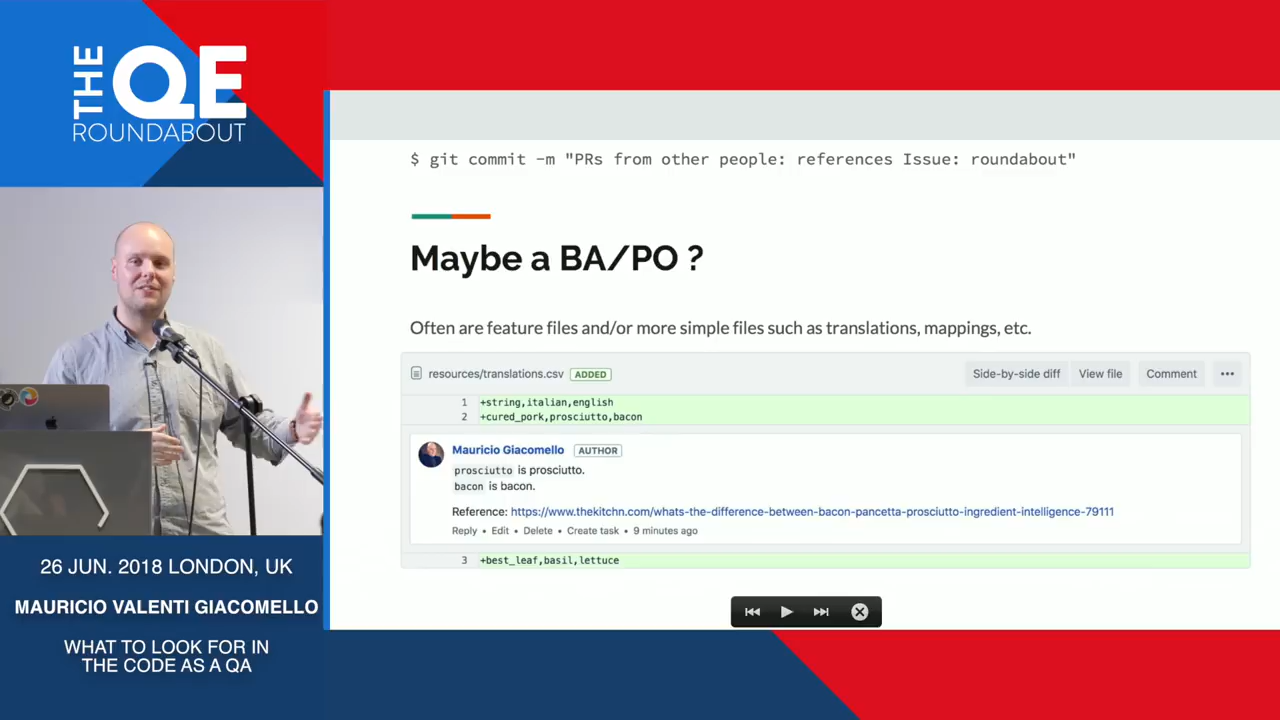 THE
QE
ROUNDABOUT
$ git commit -m "PRs from other people: references Issue: roundabout"
Maybe a BA/PO ?
Often are feature files and/or more simple files such as translations, mappings, etc.
resources/translations.csv ADDED Side-by-side diff View file Comment •••
1 +string,italian,english
2 +cured_pork,prosciutto,bacon
Mauricio Giacomello AUTHOR
prosciutto is prosciutto.
bacon is bacon.
Reference: https://www.thekitchn.com/whats-the-difference-between-bacon-pancetta-prosciutto-ingredient-intelligence-79111
Reply • Edit • Delete • Create task • 9 minutes ago
3 +best_leaf,basil,lettuce
26 JUN. 2018 LONDON, UK
MAURICIO VALENTI GIACOMELLO
WHAT TO LOOK FOR IN
THE CODE AS A QA